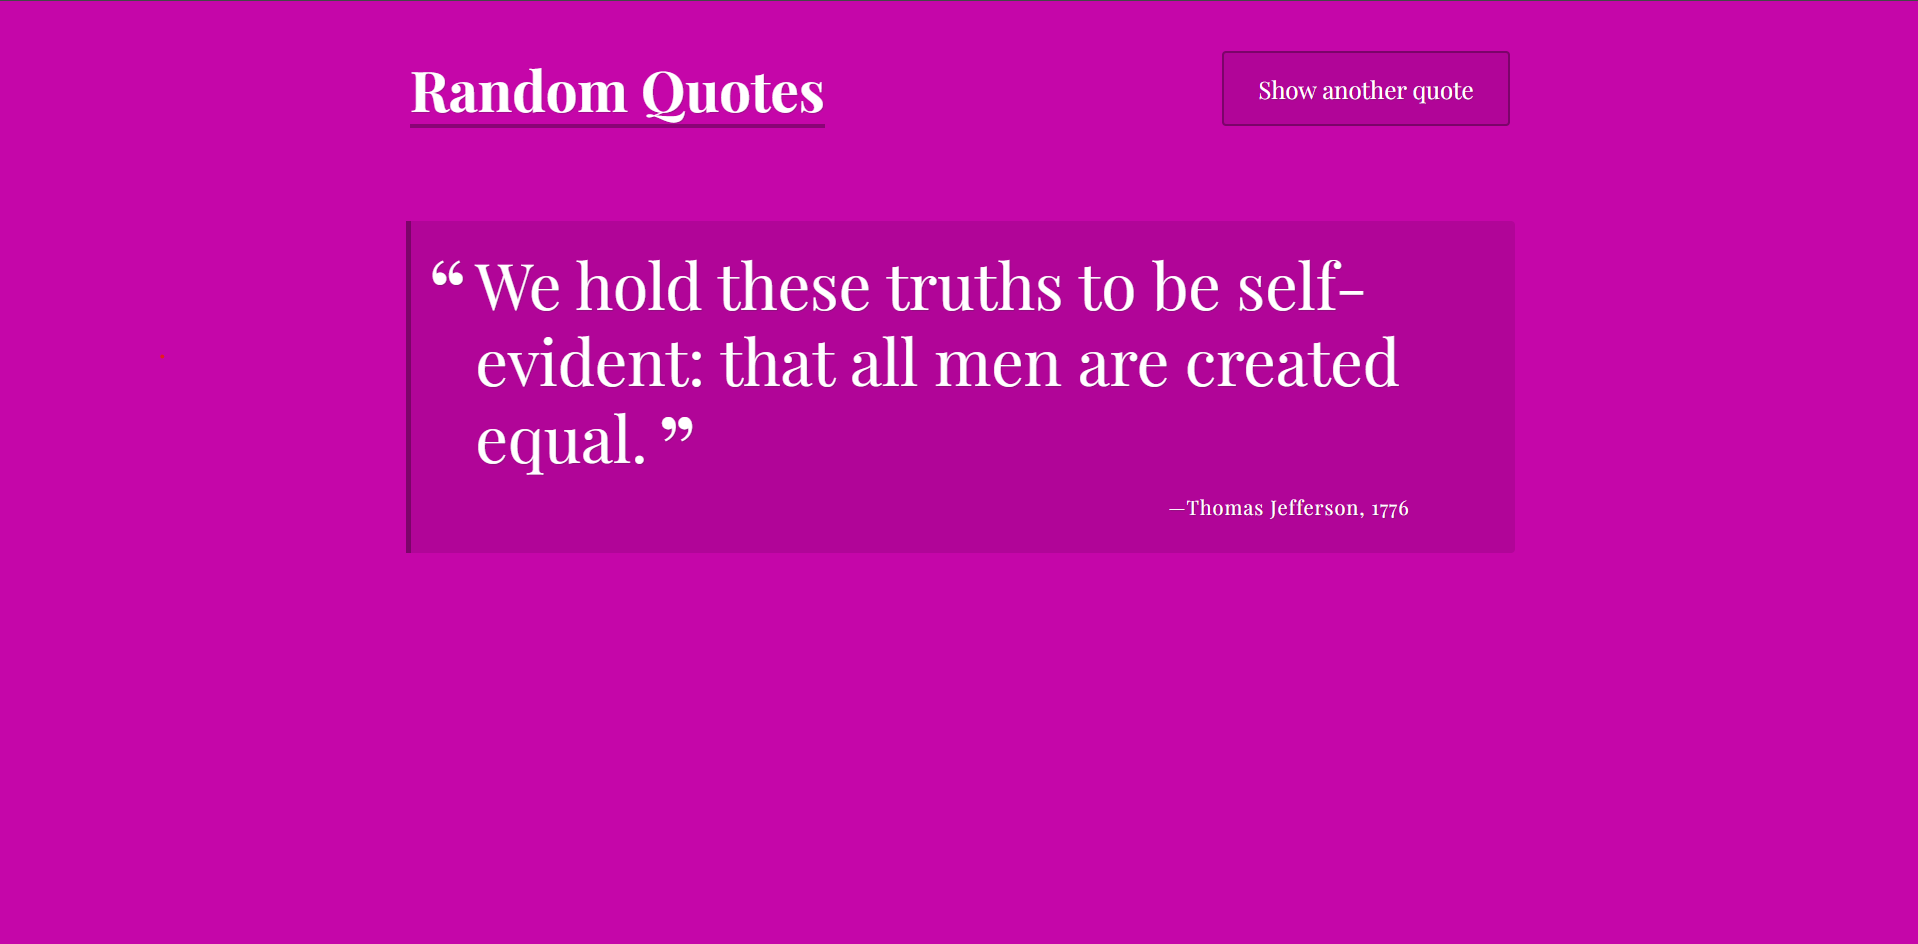 Random Quotes
Show another quote
“ We hold these truths to be self-
evident: that all men are created
equal. ”
—Thomas Jefferson, 1776